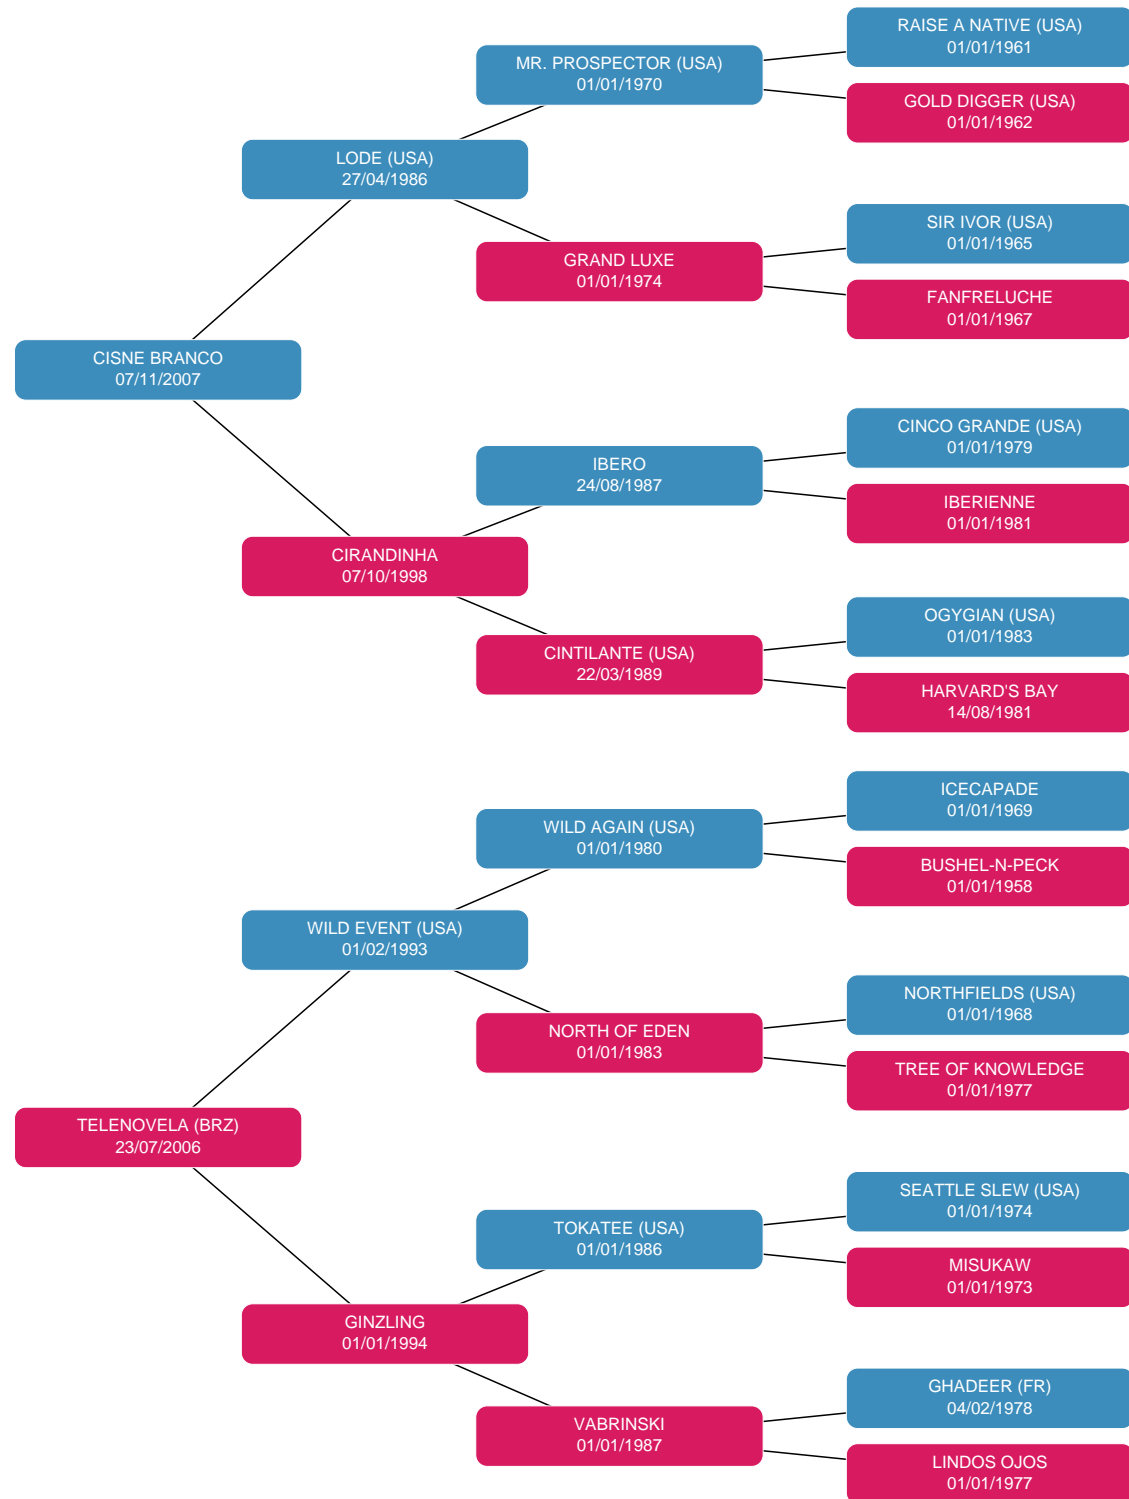 RAISE A NATIVE (USA)
01/01/1961
MR. PROSPECTOR (USA)
01/01/1970
GOLD DIGGER (USA)
01/01/1962
LODE (USA)
27/04/1986
SIR IVOR (USA)
01/01/1965
GRAND LUXE
01/01/1974
FANFRELUCHE
01/01/1967
CISNE BRANCO
07/11/2007
CINCO GRANDE (USA)
01/01/1979
IBERO
24/08/1987
IBERIENNE
01/01/1981
CIRANDINHA
07/10/1998
OGYGIAN (USA)
01/01/1983
CINTILANTE (USA)
22/03/1989
HARVARD'S BAY
14/08/1981
ICECAPADE
01/01/1969
WILD AGAIN (USA)
01/01/1980
BUSHEL-N-PECK
01/01/1958
WILD EVENT (USA)
01/02/1993
NORTHFIELDS (USA)
01/01/1968
NORTH OF EDEN
01/01/1983
TREE OF KNOWLEDGE
01/01/1977
TELENOVELA (BRZ)
23/07/2006
SEATTLE SLEW (USA)
01/01/1974
TOKATEE (USA)
01/01/1986
MISUKAW
01/01/1973
GINZLING
01/01/1994
GHADEER (FR)
04/02/1978
VABRINSKI
01/01/1987
LINDOS OJOS
01/01/1977